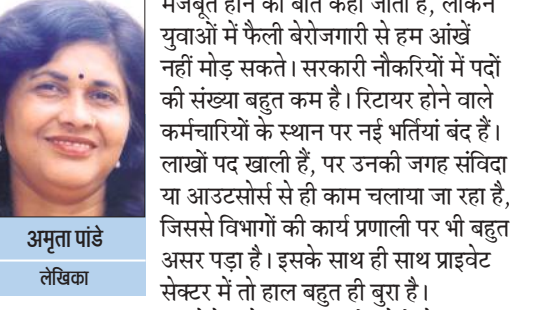 मजबूत होने की बात कही जाती है, लेकिन
युवाओं में फैली बेरोजगारी से हम आंखें
नहीं मोड़ सकते। सरकारी नौकरियों में पदों
की संख्या बहुत कम है। रिटायर होने वाले
कर्मचारियों के स्थान पर नई भर्तियां बंद हैं।
लाखों पद खाली हैं, पर उनकी जगह संविदा
या आउटसोर्स से ही काम चलाया जा रहा है,
जिससे विभागों की कार्य प्रणाली पर भी बहुत
असर पड़ा है। इसके साथ ही साथ प्राइवेट
सेक्टर में तो हाल बहुत ही बुरा है।
अमृता पांडे
लेखिका